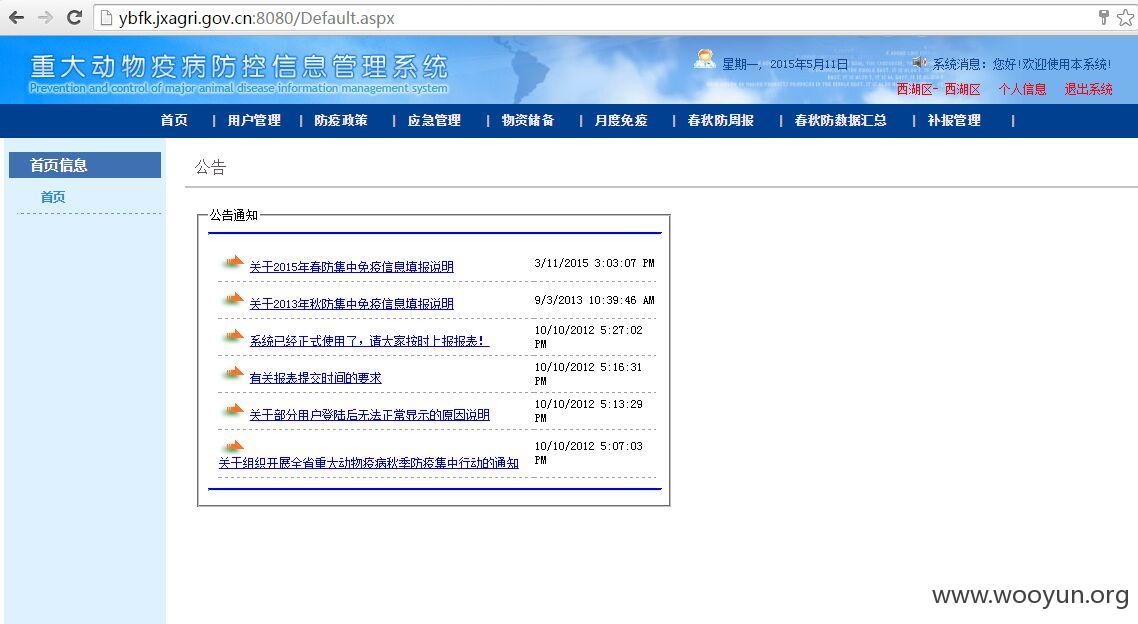 ybfk.jxagri.gov.cn:8080/Default.aspx
重大动物疫病防控信息管理系统
Prevention and control of major animal disease information management system
星期一, 2015年5月11日 系统消息：您好!欢迎使用本系统!
西湖区- 西湖区 个人信息 退出系统
首页 | 用户管理 | 防疫政策 | 应急管理 | 物资储备 | 月度免疫 | 春秋防周报 | 春秋防数据汇总 | 补报管理 |
首页信息
首页
公告
公告通知
关于2015年春防集中免疫信息填报说明 3/11/2015 3:03:07 PM
关于2013年秋防集中免疫信息填报说明 9/3/2013 10:39:46 AM
系统已经正式使用了，请大家按时上报报表！ 10/10/2012 5:27:02
PM
有关报表提交时间的要求 10/10/2012 5:16:31
PM
关于部分用户登陆后无法正常显示的原因说明 10/10/2012 5:13:29
PM
关于组织开展全省重大动物疫病秋季防疫集中行动的通知 10/10/2012 5:07:03
PM
www.wooyun.org